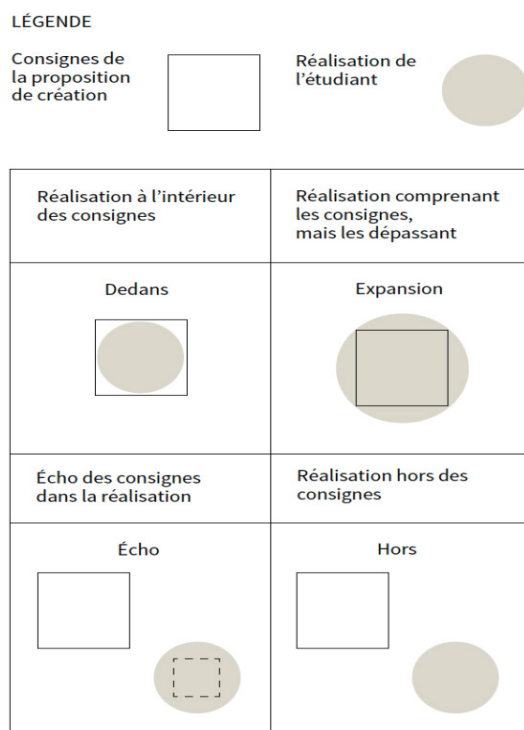 LÉGENDE
Consignes de
la proposition
de création
Réalisation de
l'étudiant
Réalisation à l'intérieur
des consignes
Réalisation comprenant
les consignes,
mais les dépassant
Dedans
Expansion
Écho des consignes
dans la réalisation
Réalisation hors des
consignes
Écho
Hors